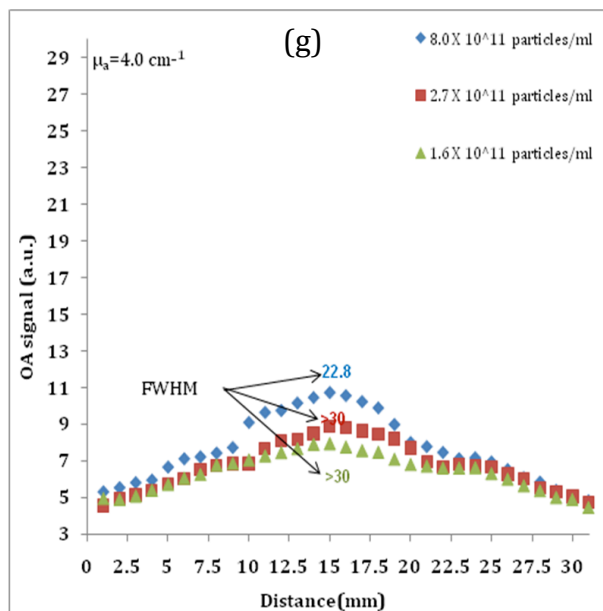 (g)
μa=4.0 cm-1
8.0X 10^11 particles/ml
2.7X 10^11 particles/ml
1.6X 10^11 particles/ml
OA signal (a.u.)
29
27
25
23
21
19
17
15
13
11
9
7
5
3
FWHM
22.8
>30
>30
0 2.5 5 7.5 10 12.5 15 17.5 20 22.5 25 27.5 30
Distance(mm)